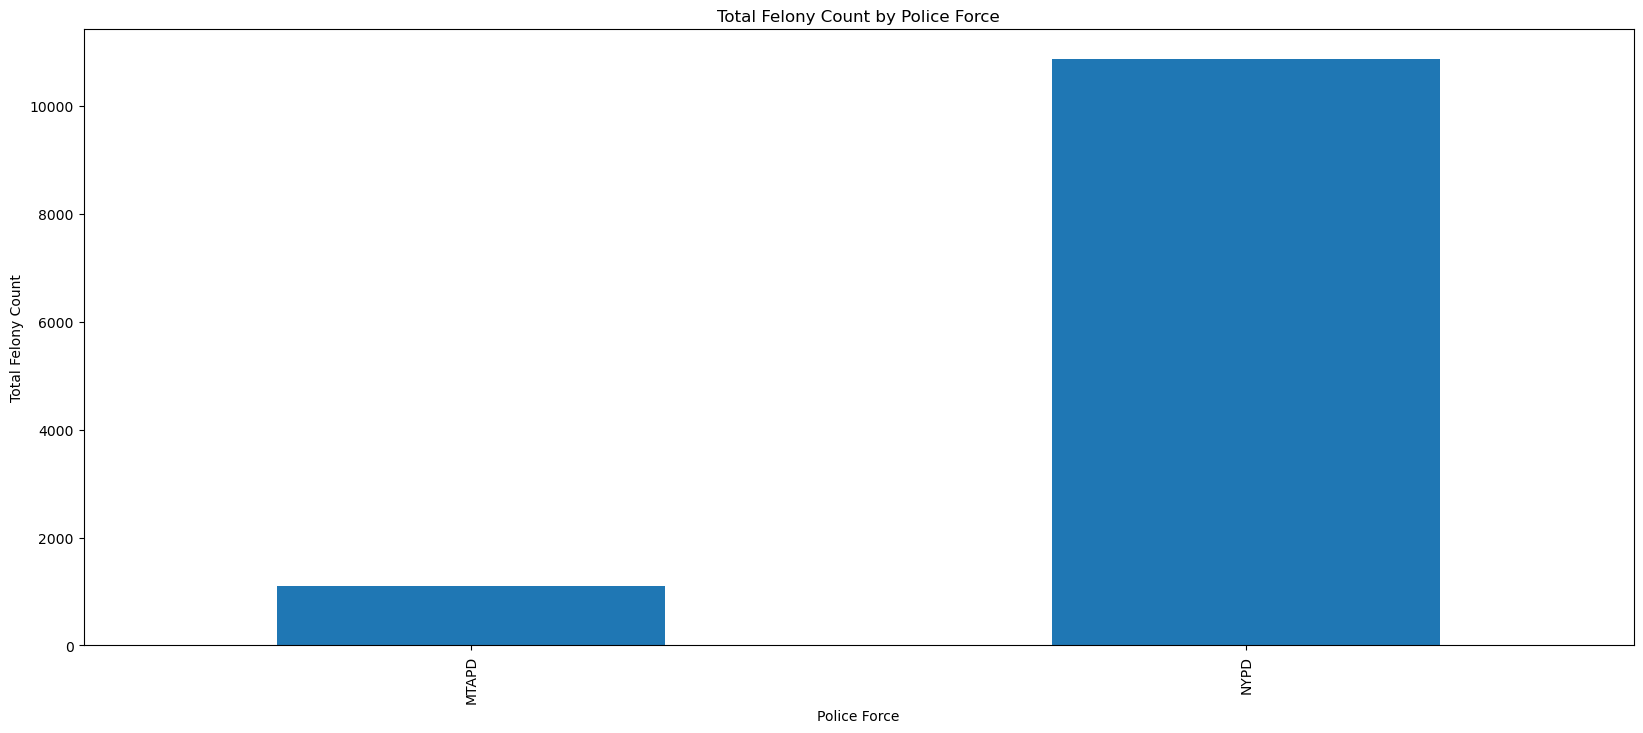 Total Felony Count by Police Force
Total Felony Count
10000
8000
6000
4000
2000
0
MTAPD
NYPD
Police Force